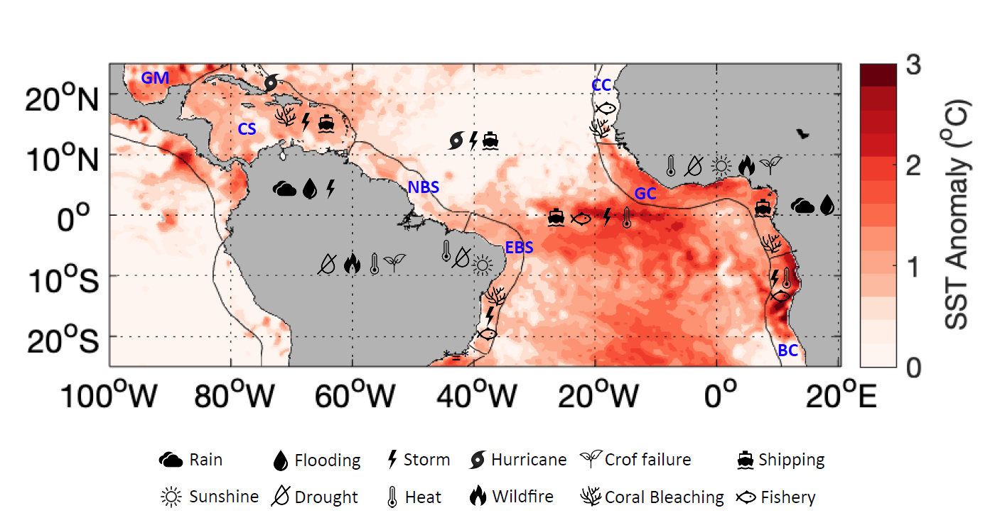 3
20°N
GM
CC
CS
10°N
2
SST Anomaly (°C)
NBS
GC
0°
EBS
1
10°S
20°S
BC
* = *
0
100°W 80°W 60°W 40°W 20°W 0° 20°E
Rain Flooding Storm Hurricane Crof failure Shipping
Sunshine Drought Heat Wildfire Coral Bleaching Fishery